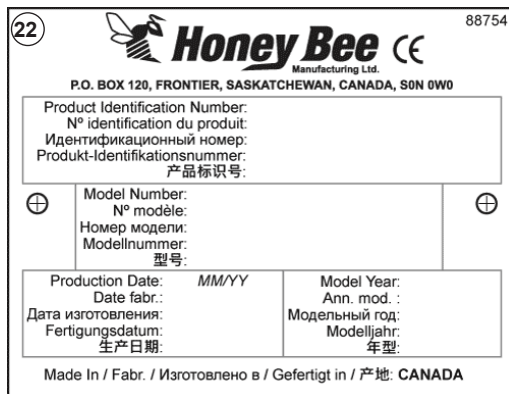 22
88754
Honey Bee CE
Manufacturing Ltd.
P.O. BOX 120, FRONTIER, SASKATCHEWAN, CANADA, S0N 0W0
Product Identification Number:
Nº identification du produit:
Идентификационный номер:
Produkt-Identifikationsnummer:
产品标识号:
Model Number:
Nº modèle:
Номер модели:
Modellnummer:
型号:
Production Date: MM/YY
Date fabr.:
Дата изготовления:
Fertigungsdatum:
生产日期:
Model Year:
Ann. mod. :
Модельный год:
Modelljahr:
年型:
Made In / Fabr. / Изготовлено в / Gefertigt in / 产地: CANADA